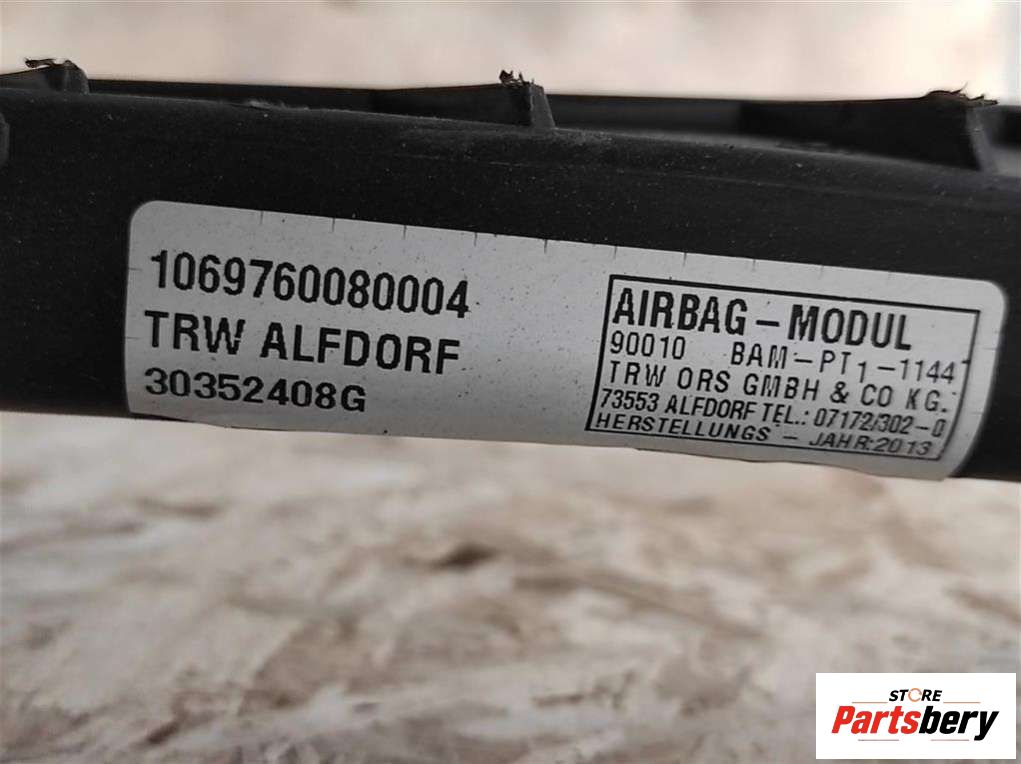 1069760080004
TRW ALFDORF
30352408G
AIRBAG – MODUL
90010 BAM–PT1–1144
TRW ORS GMBH & CO KG.
73553 ALFDORF TEL.: 07172/302-0
HERSTELLUNGS – JAHR:2013
STORE
Partsbery